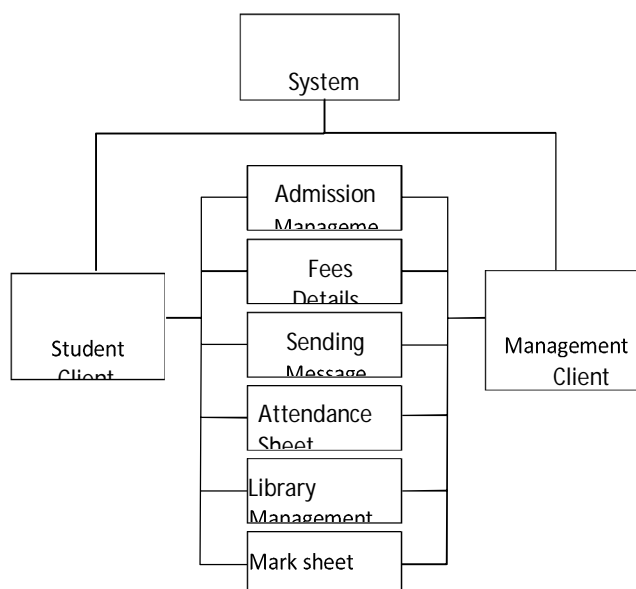 System
Admission
Manageme
Fees
Details
Student
Client
Sending
Message
Management
Client
Attendance
Sheet
Library
Management
Mark sheet